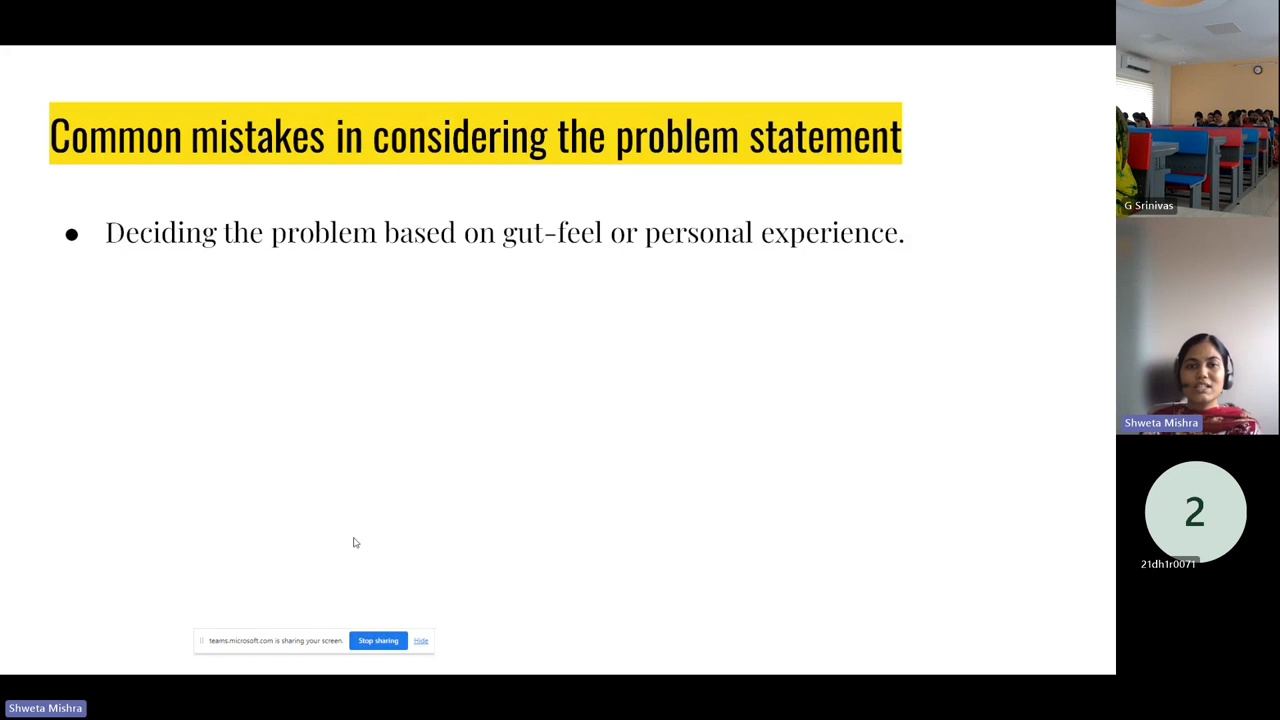 Common mistakes in considering the problem statement
● Deciding the problem based on gut-feel or personal experience.
teams.microsoft.com is sharing your screen. Stop sharing Hide
Shweta Mishra
G Srinivas
Shweta Mishra
2
21dh1r0071